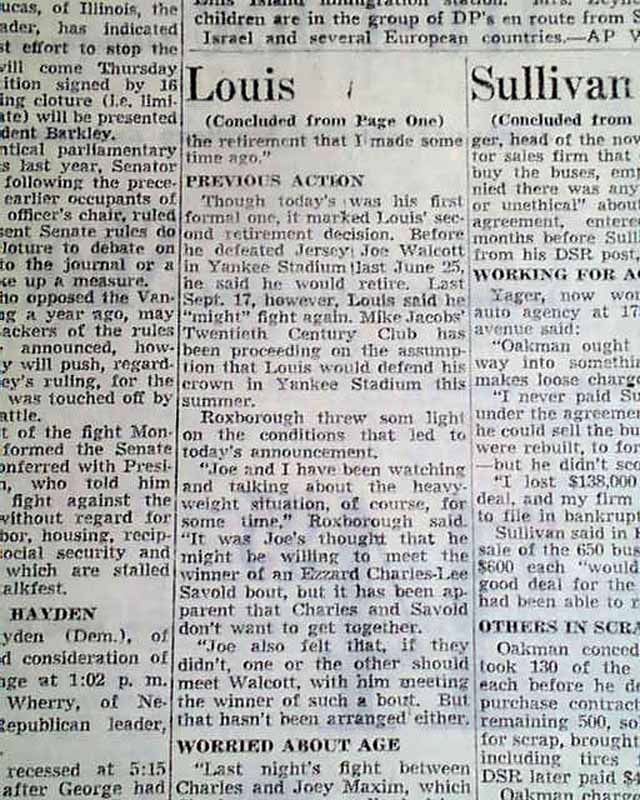 ucas, of Illinois, the
ader, has indicated
st effort to stop the
will come Thursday
ition signed by 16
ing cloture (i.e. limi-
ate) will be presented
dent Barkley.
ntical parliamentary
s last year, Senator
following the prece-
earlier occupants of
officer's chair, ruled
sent Senate rules do
loture to debate on
to the journal or a
ke up a measure.
ho opposed the Van-
ng a year ago, may
ackers of the rules
announced, how-
y will push, regard-
ey's ruling, for the
was touched off by
attle.
t of the fight Mon-
formed the Senate
onferred with Presi-
n, who told him
fight against the
without regard for
bor, housing, recip-
social security and
which are stalled
alkfest.
HAYDEN
yden (Dem.), of
d consideration of
nge at 1:02 p. m.
Wherry, of Ne-
Republican leader,
recessed at 5:15
after George had
children are in the group of DP's en route from
Israel and several European countries.—AP W
Louis
(Concluded from Page One)
the retirement that I made some
time ago."
PREVIOUS ACTION
Though today's was his first
formal one, it marked Louis' sec-
ond retirement decision. Before
he defeated Jersey Joe Walcott
in Yankee Stadium last June 25,
he said he would retire. Last
Sept. 17, however, Louis said he
"might" fight again. Mike Jacobs'
Twentieth Century Club has
been proceeding on the assump-
tion that Louis would defend his
crown in Yankee Stadium this
summer.
Roxborough threw som light
on the conditions that led to
today's announcement.
"Joe and I have been watching
and talking about the heavy-
weight situation, of course, for
some time," Roxborough said.
"It was Joe's thought that he
might be willing to meet the
winner of an Ezzard Charles-Lee
Savold bout, but it has been ap-
parent that Charles and Savold
don't want to get together.
"Joe also felt that, if they
didn't, one or the other should
meet Walcott, with him meeting
the winner of such a bout. But
that hasn't been arranged either.
WORRIED ABOUT AGE
"Last night's fight between
Charles and Joey Maxim, which
Sullivan
(Concluded from
ger, head of the now
tor sales firm that
buy the buses, emp
nied there was any
or unethical" about
agreement, entere
months before Sulli
from his DSR post,
WORKING FOR AG
Yager, now wor
auto agency at 175
avenue said:
"Oakman ought
way into somethin
makes loose charge
"I never paid Su
under the agreeme
he could sell the bu
were rebuilt, to for
—but he didn't sc
"I lost $138,000
deal, and my firm
to file in bankrupt
Sullivan said in
sale of the 650 bus
$600 each "would
good deal for the
had been able to r
OTHERS IN SCRA
Oakman conced
took 130 of the
each before he de
purchase contract
remaining 500, so
for scrap, brought
including tires
DSR later paid $4
Oakman charge